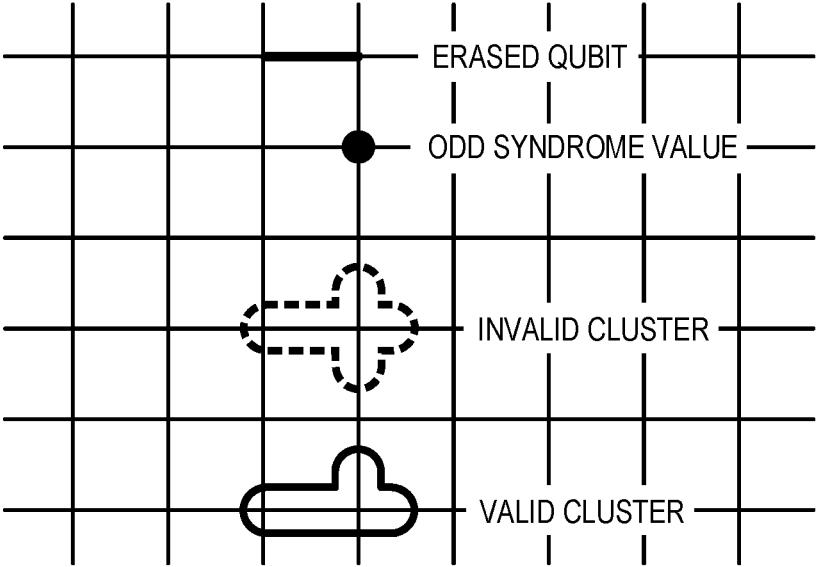 ERASED QUBIT
ODD SYNDROME VALUE
INVALID CLUSTER
VALID CLUSTER